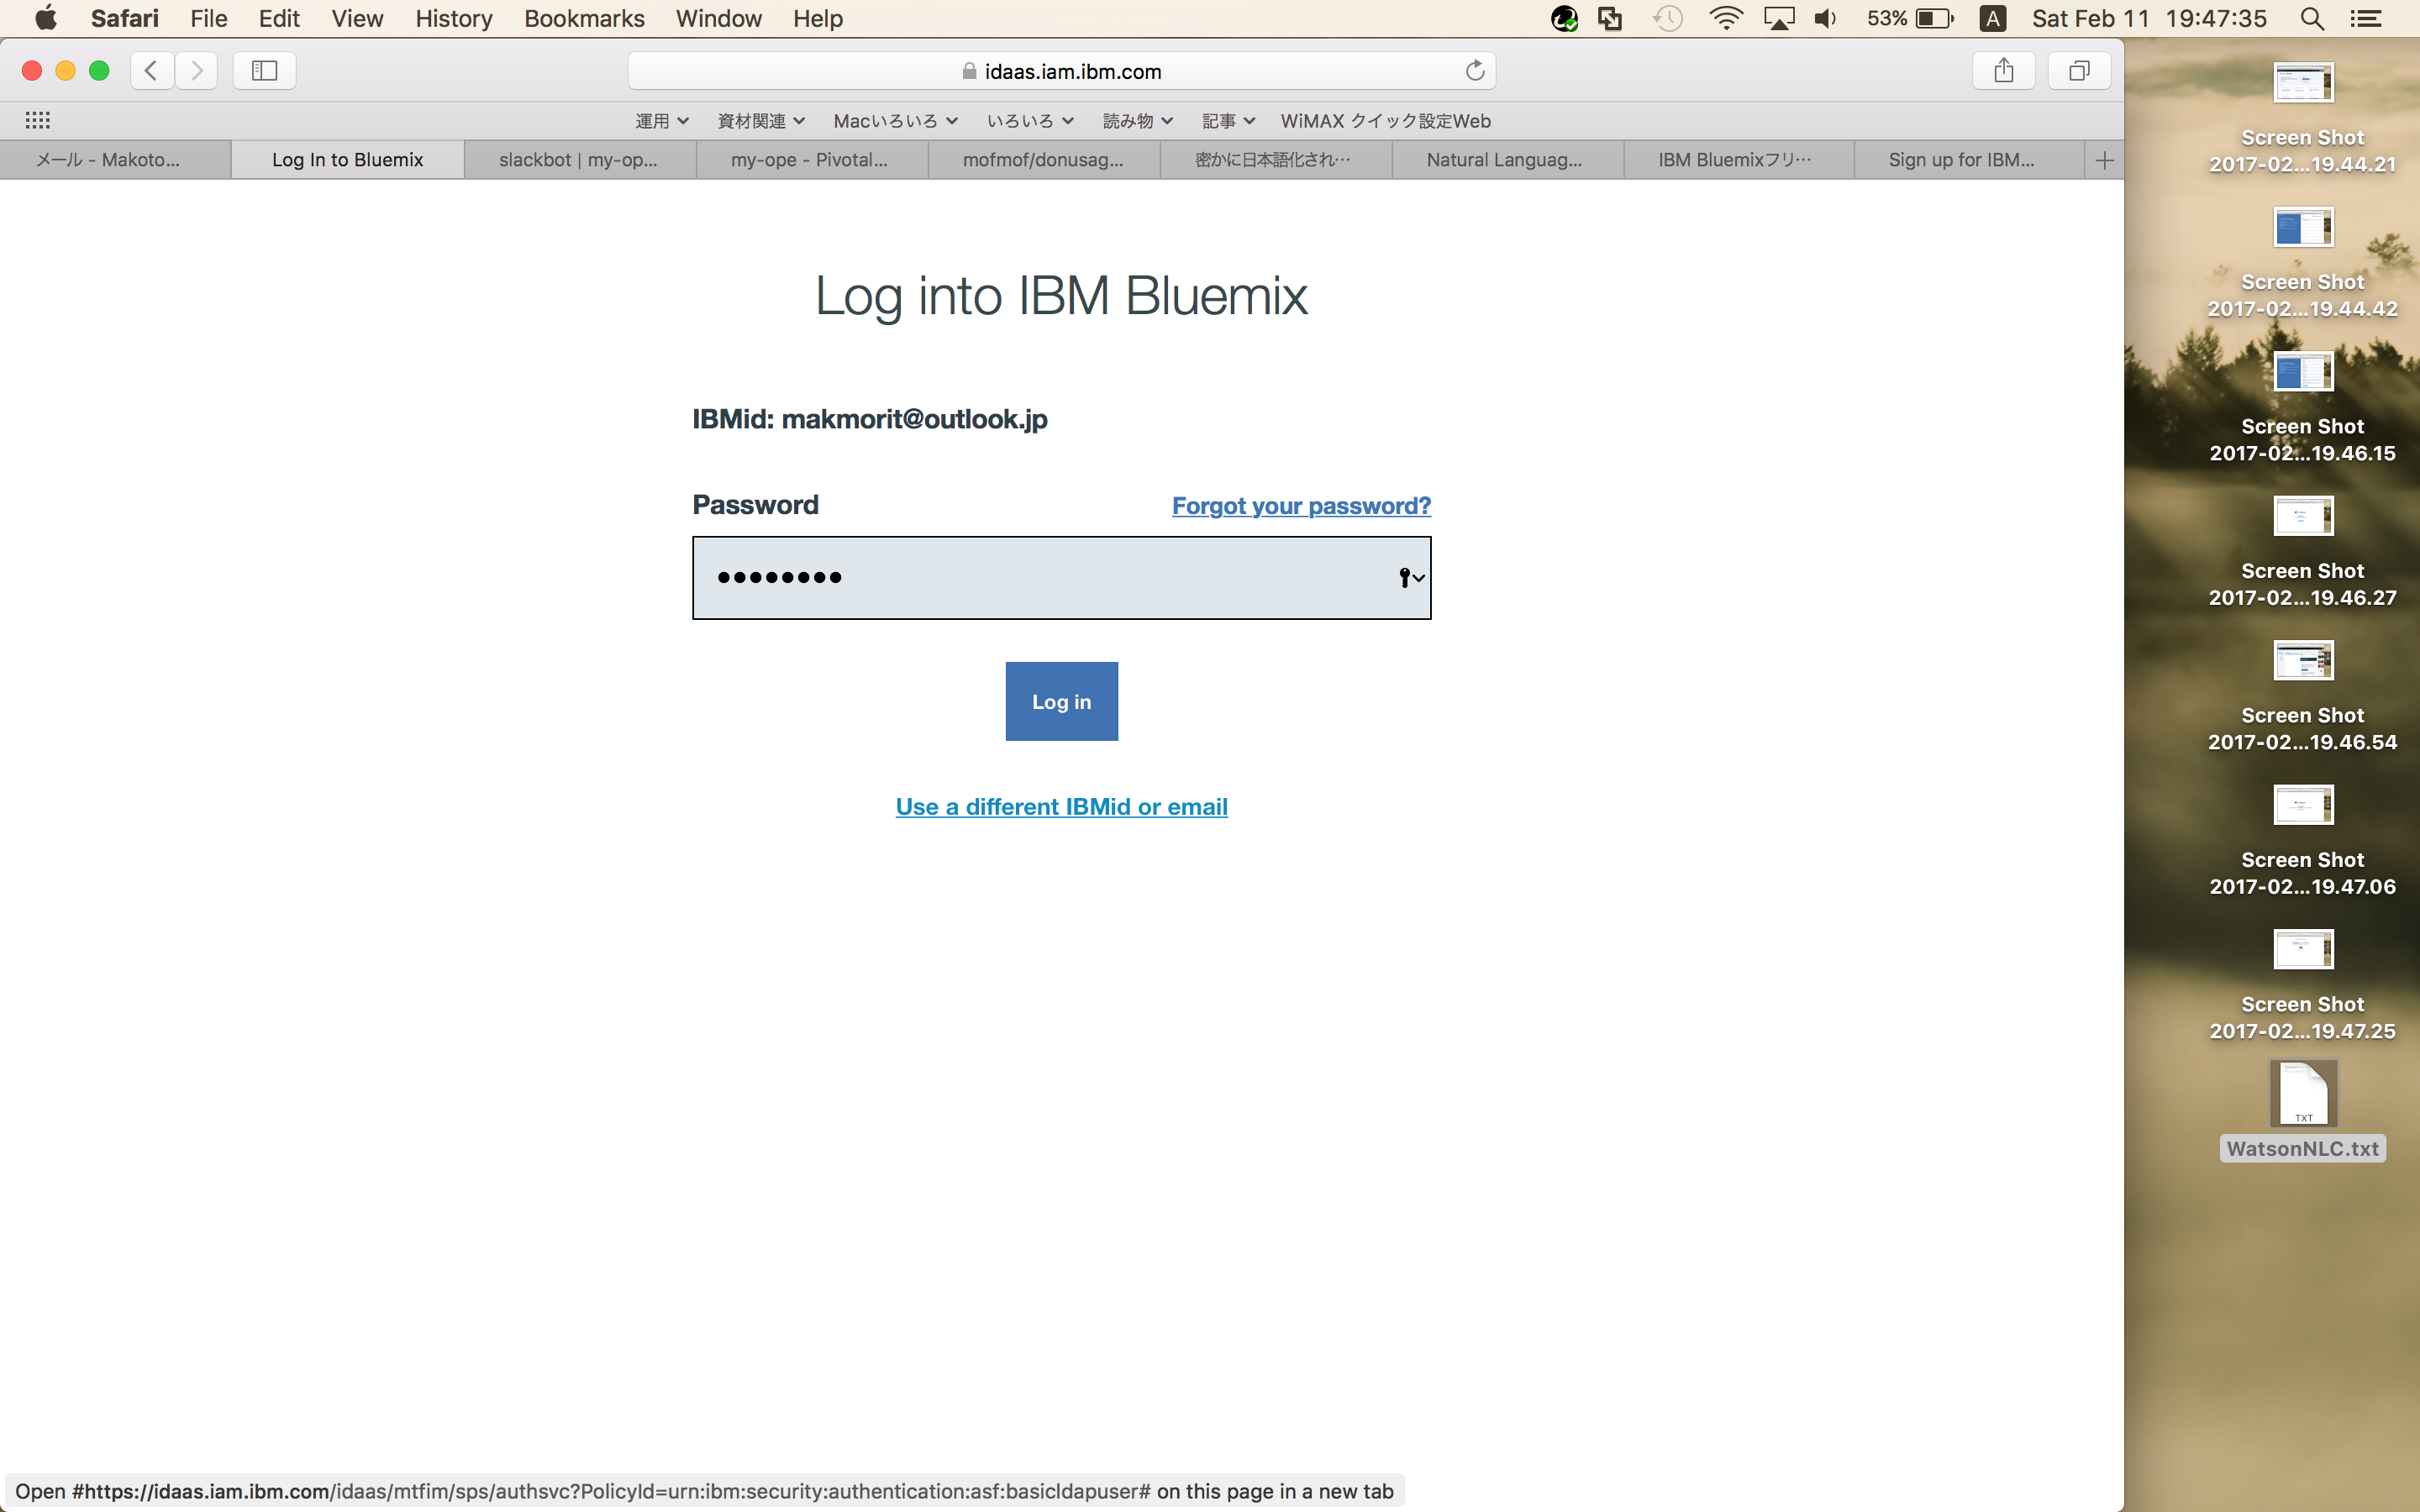 Safari File Edit View History Bookmarks Window Help 53% A Sat Feb 11 19:47:35
idaas.iam.ibm.com
運用 資材関連 Macいろいろ いろいろ 読み物 記事 WiMAX クイック設定Web
メール - Makoto... Log In to Bluemix slackbot | my-op... my-ope - Pivotal... mofmof/donusag... 密かに日本語化され… Natural Languag... IBM Bluemixフリ… Sign up for IBM...
Log into IBM Bluemix
IBMid: makmorit@outlook.jp
Password Forgot your password?
Log in
Use a different IBMid or email
Open #https://idaas.iam.ibm.com/idaas/mtfim/sps/authsvc?PolicyId=urn:ibm:security:authentication:asf:basicldapuser# on this page in a new tab
Screen Shot
2017-02...19.44.21
Screen Shot
2017-02...19.44.42
Screen Shot
2017-02...19.46.15
Screen Shot
2017-02...19.46.27
Screen Shot
2017-02...19.46.54
Screen Shot
2017-02...19.47.06
Screen Shot
2017-02...19.47.25
TXT
WatsonNLC.txt